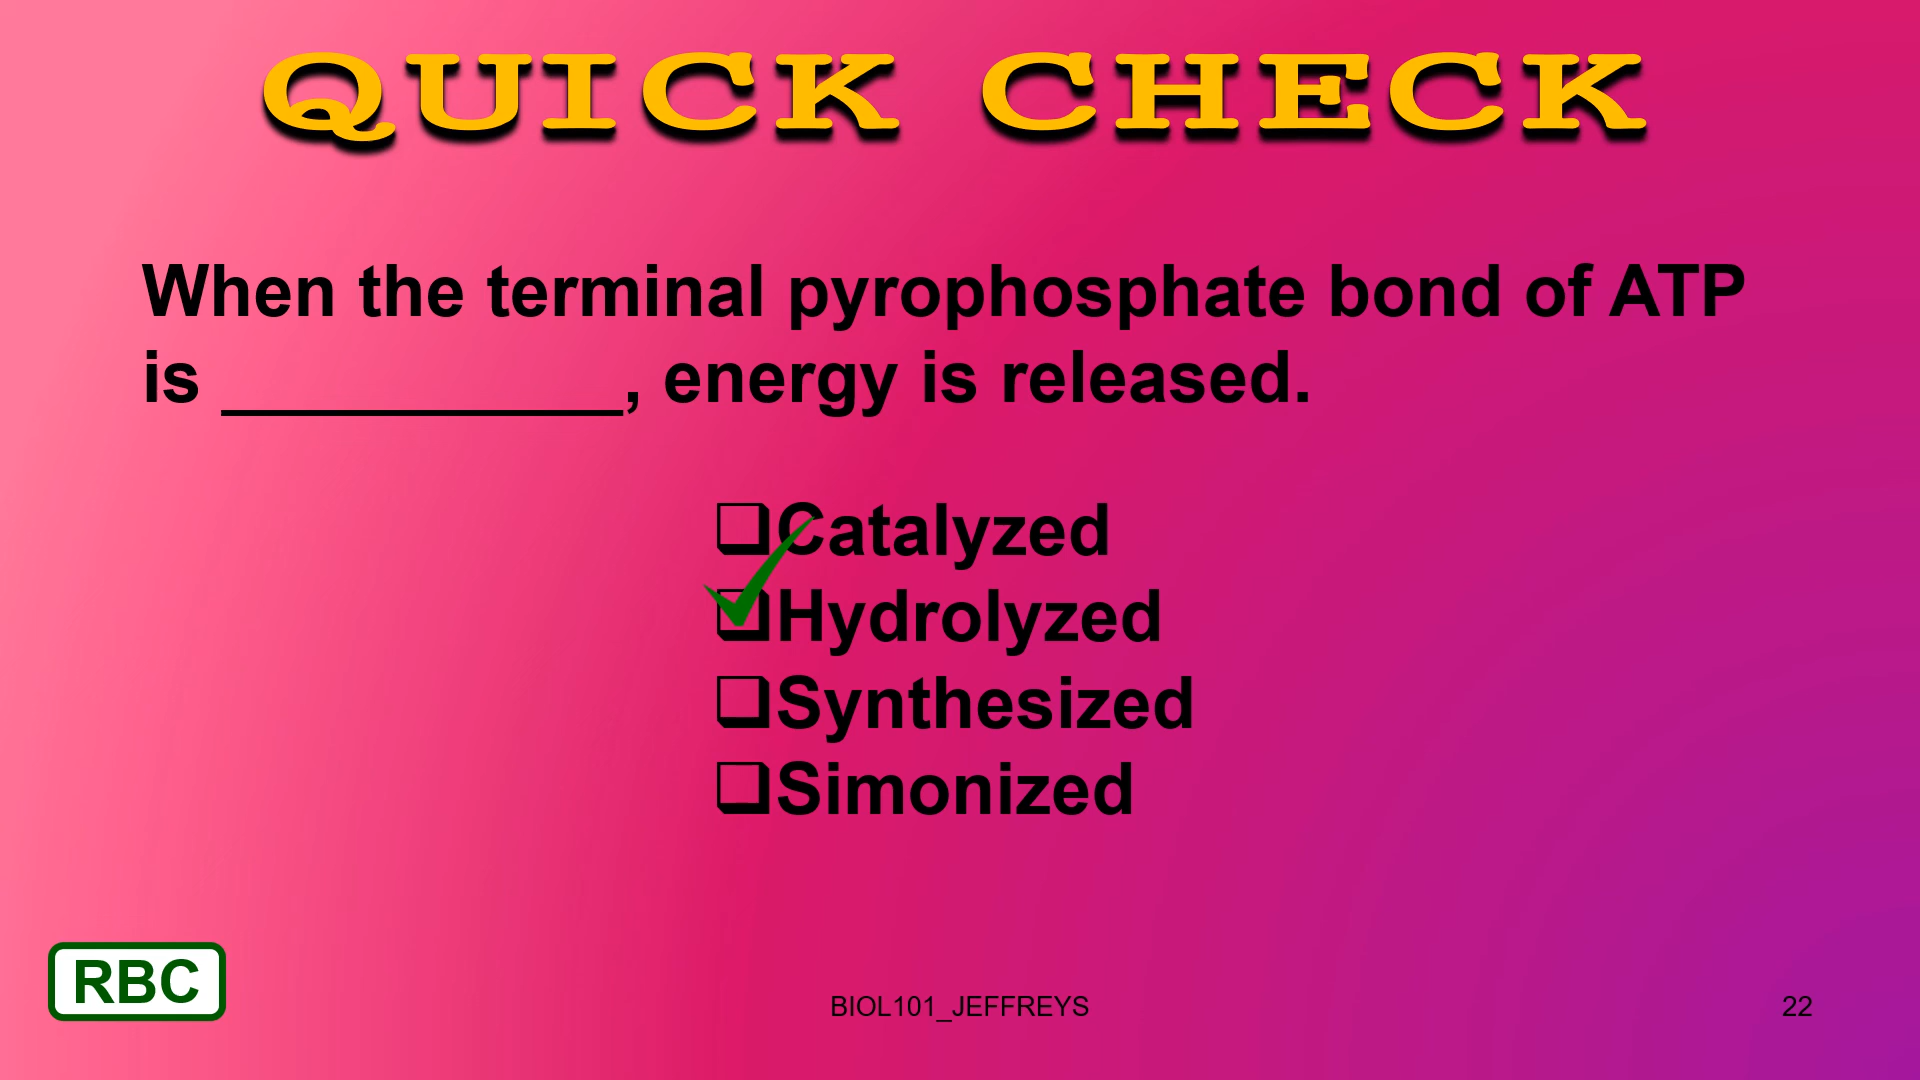 QUICK CHECK
When the terminal pyrophosphate bond of ATP
is ___________, energy is released.
❑Catalyzed
❑Hydrolyzed
❑Synthesized
❑Simonized
RBC
BIOL101_JEFFREYS
22